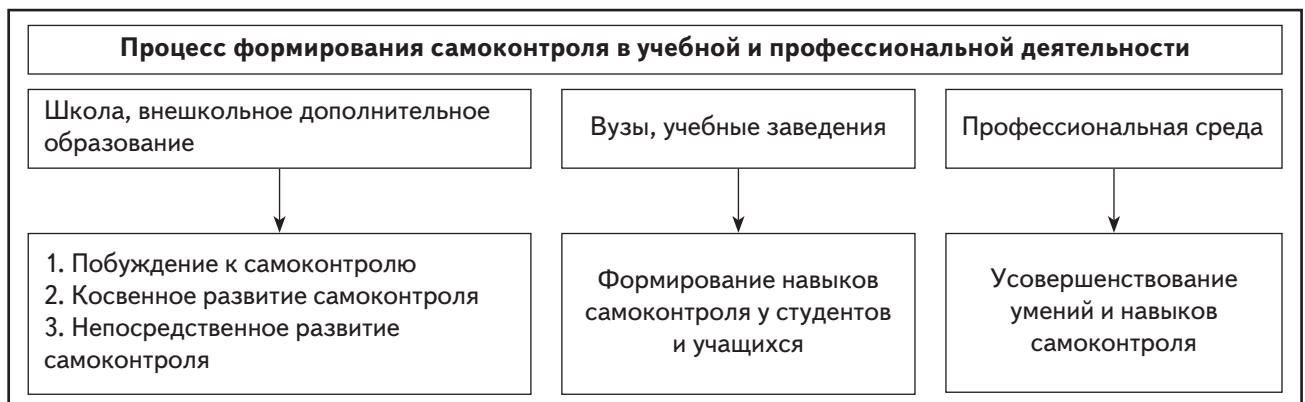 Процесс формирования самоконтроля в учебной и профессиональной деятельности
Школа, внешкольное дополнительное
образование
Вузы, учебные заведения
Профессиональная среда
1. Побуждение к самоконтролю
2. Косвенное развитие самоконтроля
3. Непосредственное развитие
самоконтроля
Формирование навыков
самоконтроля у студентов
и учащихся
Усовершенствование
умений и навыков
самоконтроля